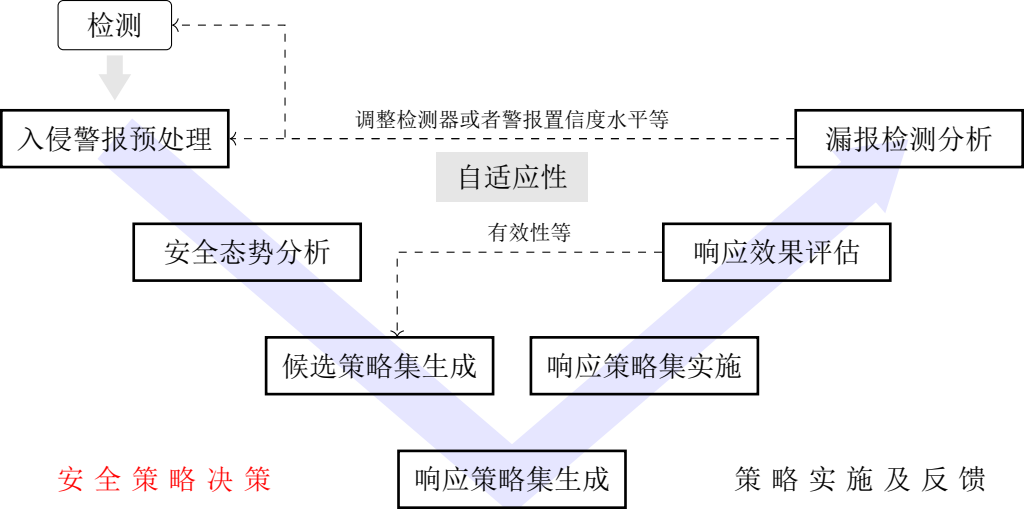 检测
调整检测器或者警报置信度水平等
入侵警报预处理
漏报检测分析
自适应性
有效性等
安全态势分析
响应效果评估
候选策略集生成
响应策略集实施
安全策略决策
响应策略集生成
策略实施及反馈